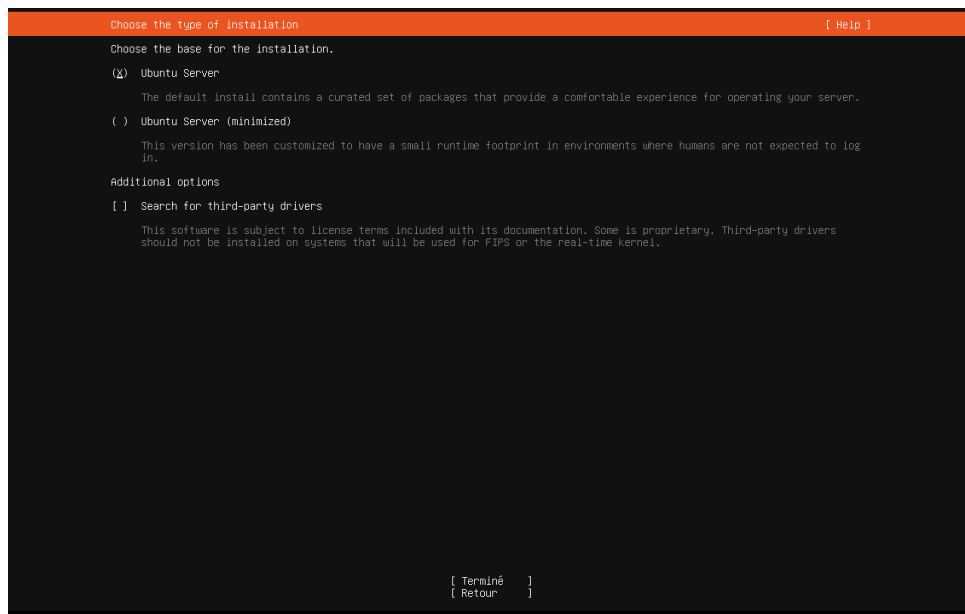 Choose the type of installation [ Help ]
Choose the base for the installation.
(X) Ubuntu Server
The default install contains a curated set of packages that provide a comfortable experience for operating your server.
( ) Ubuntu Server (minimized)
This version has been customized to have a small runtime footprint in environments where humans are not expected to log
in.
Additional options
[ ] Search for third-party drivers
This software is subject to license terms included with its documentation. Some is proprietary. Third-party drivers
should not be installed on systems that will be used for FIPS or the real-time kernel.
[ Terminé ]
[ Retour ]